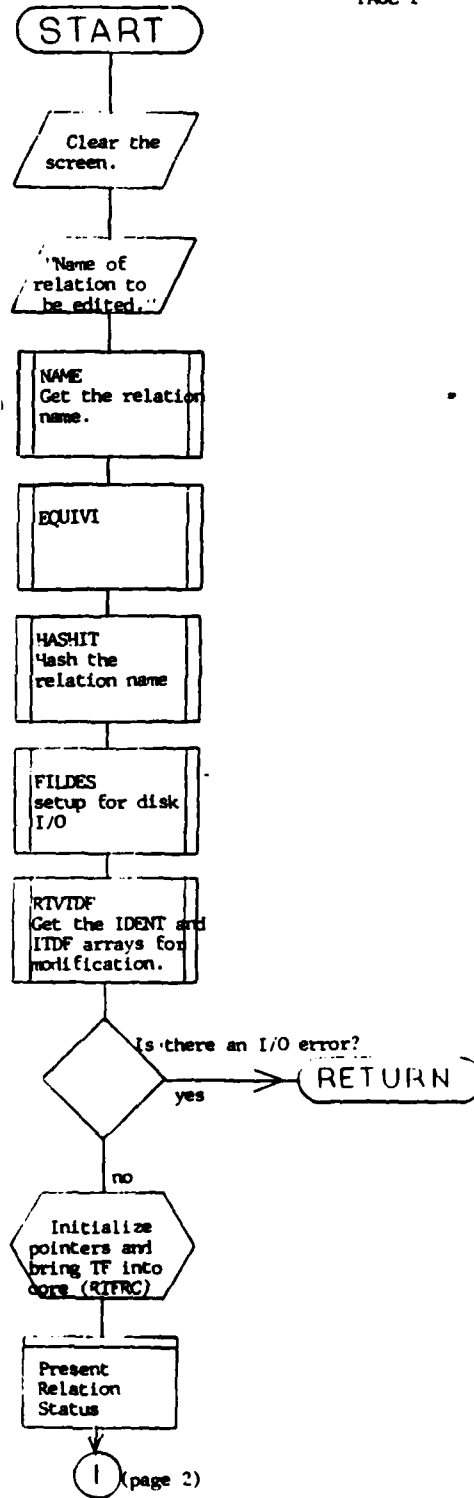 PAGE 1
START
Clear the
screen.
"Name of
relation to
be edited."
NAME
Get the relation
name.
EQUIVI
HASHIT
Hash the
relation name
FILDES
setup for disk
I/O
RTVTDF
Get the IDENT and
ITDF arrays for
modification.
Is there an I/O error?
RETURN
yes
no
Initialize
pointers and
bring TF into
core (RTFRC)
Present
Relation
Status
1 (page 2)